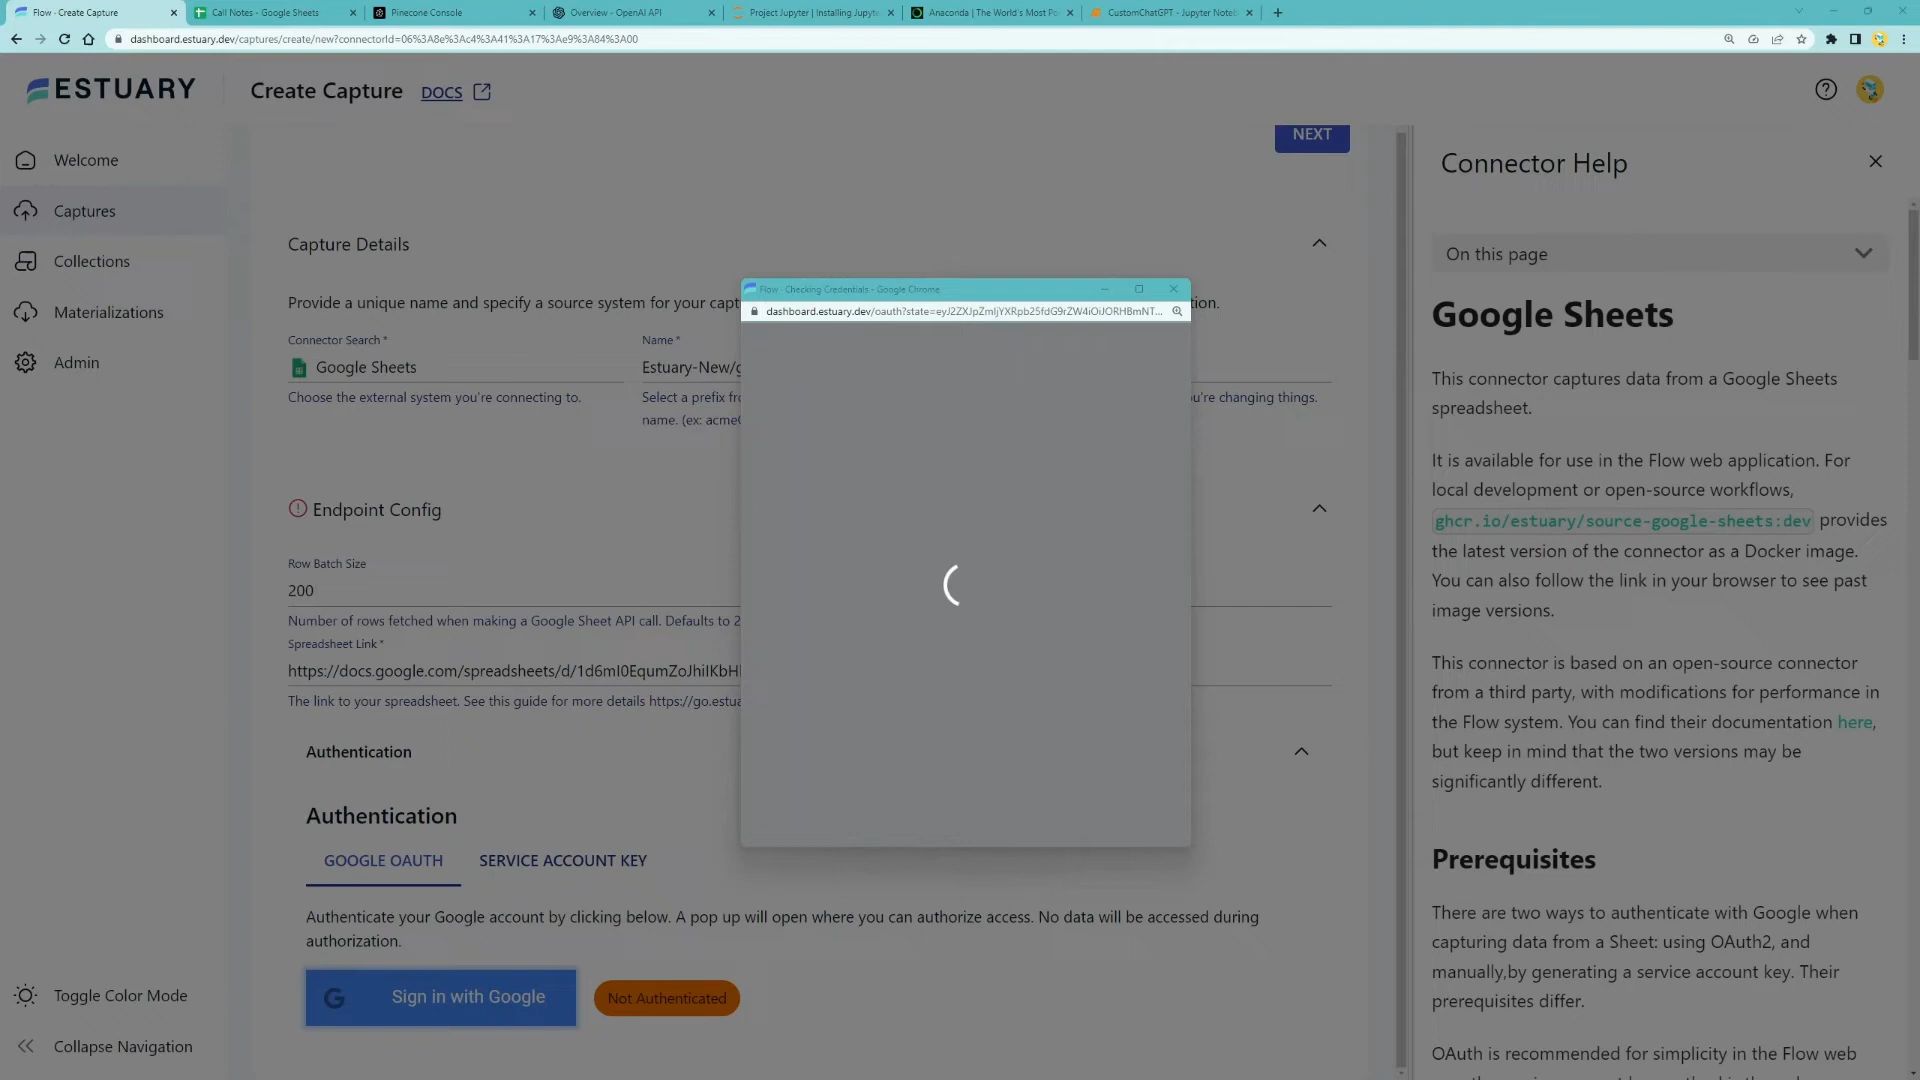 Flow · Create Capture
Call Notes - Google Sheets
Pinecone Console
Overview - OpenAI API
Project Jupyter | Installing Jupyte
Anaconda | The World's Most Po
CustomChatGPT - Jupyter Noteb
dashboard.estuary.dev/captures/create/new?connectorId=06%3A8e%3Ac4%3A41%3A17%3Ae9%3A84%3A00
ESTUARY
Create Capture
DOCS
Welcome
Captures
Collections
Materializations
Admin
Toggle Color Mode
Collapse Navigation
NEXT
Capture Details
Provide a unique name and specify a source system for your capt
tion.
Connector Search *
Google Sheets
Choose the external system you're connecting to.
Name *
Estuary-New/g
Select a prefix fro
u're changing things.
name. (ex: acmeC
Endpoint Config
Row Batch Size
200
Number of rows fetched when making a Google Sheet API call. Defaults to 2
Spreadsheet Link *
The link to your spreadsheet. See this guide for more details https://go.estua
Authentication
Authentication
GOOGLE OAUTH
SERVICE ACCOUNT KEY
Authenticate your Google account by clicking below. A pop up will open where you can authorize access. No data will be accessed during
authorization.
Sign in with Google
Not Authenticated
Flow · Checking Credentials - Google Chrome
Connector Help
On this page
Google Sheets
This connector captures data from a Google Sheets
spreadsheet.
It is available for use in the Flow web application. For
local development or open-source workflows,
ghcr.io/estuary/source-google-sheets:dev provides
the latest version of the connector as a Docker image.
You can also follow the link in your browser to see past
image versions.
This connector is based on an open-source connector
from a third party, with modifications for performance in
the Flow system. You can find their documentation here,
but keep in mind that the two versions may be
significantly different.
Prerequisites
There are two ways to authenticate with Google when
capturing data from a Sheet: using OAuth2, and
manually,by generating a service account key. Their
prerequisites differ.
OAuth is recommended for simplicity in the Flow web